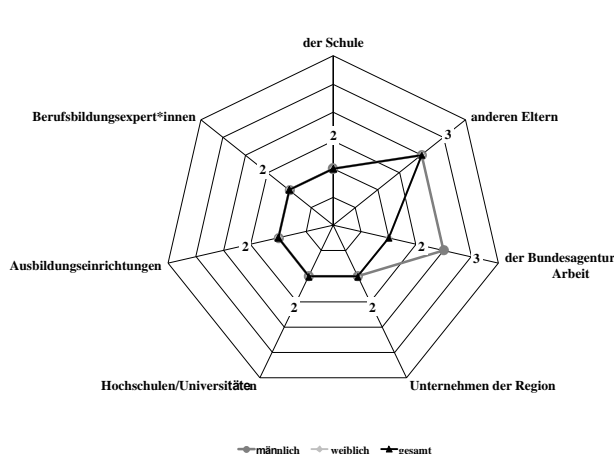 der Schule
Berufsbildungsexpert*innen
anderen Eltern
2
3
2
Ausbildungseinrichtungen
2
2
3
der Bundesagentur
Arbeit
2
2
Hochschulen/Universitäten
Unternehmen der Region
männlich weiblich gesamt